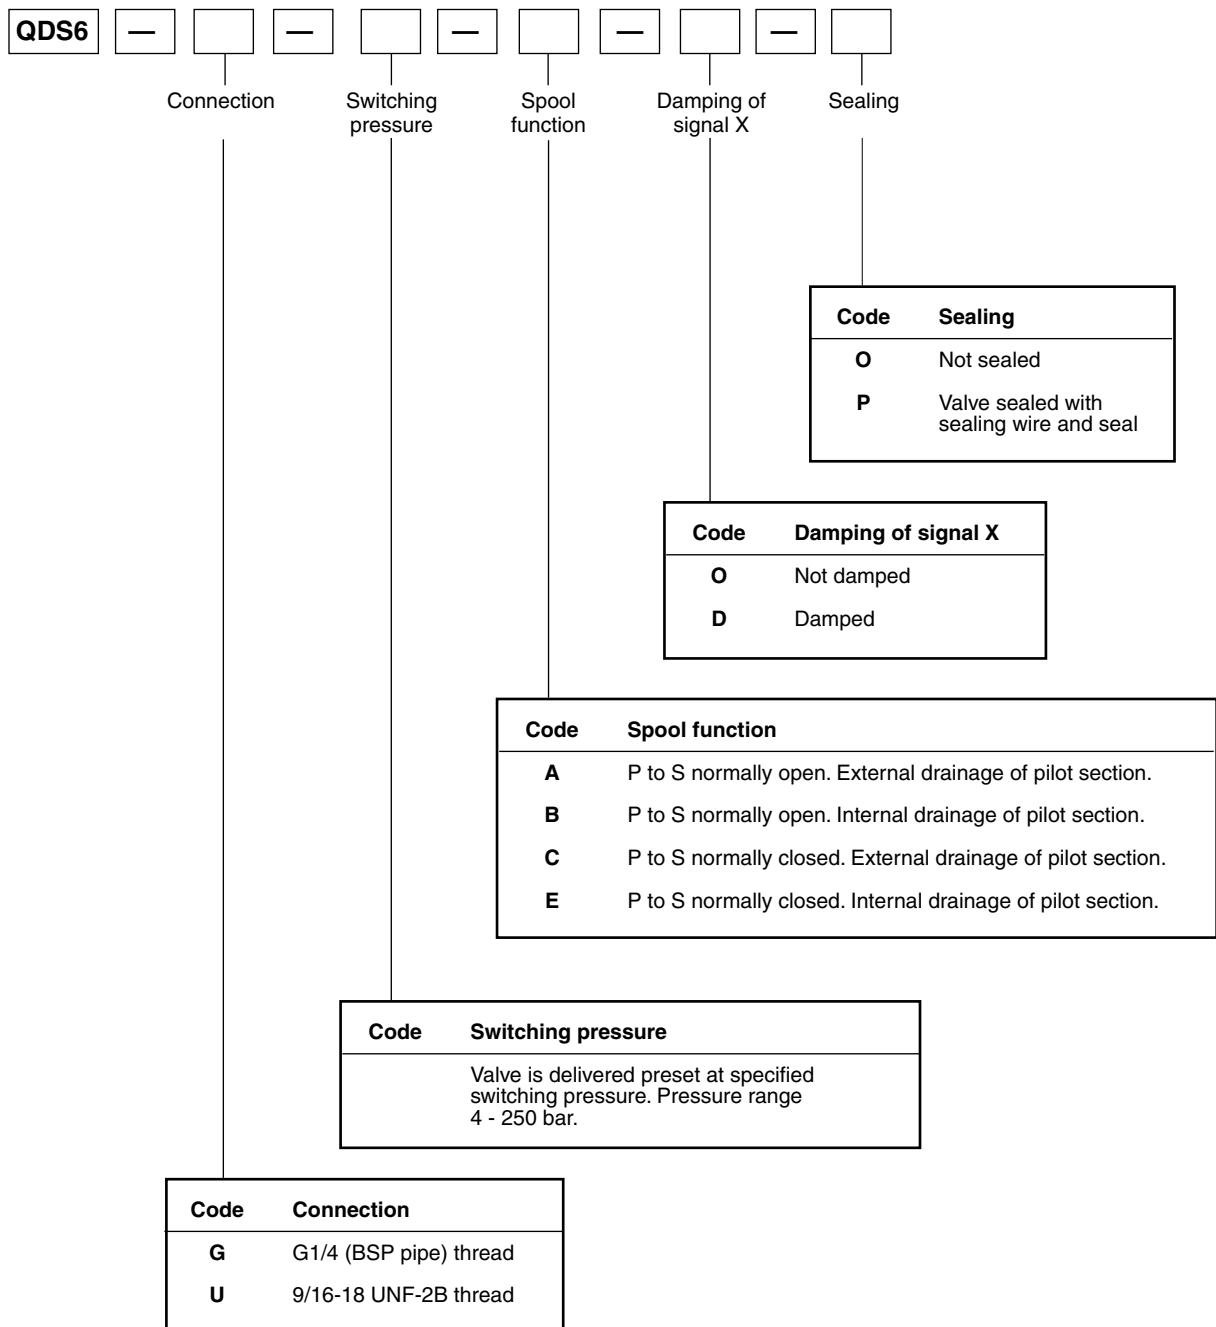 QDS6 — — — — —
Connection Switching pressure Spool function Damping of signal X Sealing
Code Sealing
O Not sealed
P Valve sealed with
sealing wire and seal
Code Damping of signal X
O Not damped
D Damped
Code Spool function
A P to S normally open. External drainage of pilot section.
B P to S normally open. Internal drainage of pilot section.
C P to S normally closed. External drainage of pilot section.
E P to S normally closed. Internal drainage of pilot section.
Code Switching pressure
Valve is delivered preset at specified
switching pressure. Pressure range
4 - 250 bar.
Code Connection
G G1/4 (BSP pipe) thread
U 9/16-18 UNF-2B thread